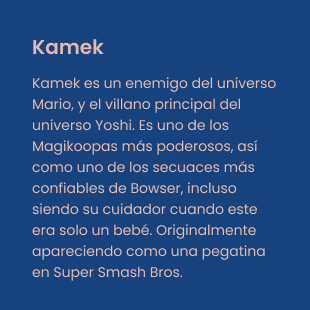 Kamek
Kamek es un enemigo del universo
Mario, y el villano principal del
universo Yoshi. Es uno de los
Magikoopas más poderosos, así
como uno de los secuaces más
confiables de Bowser, incluso
siendo su cuidador cuando este
era solo un bebé. Originalmente
apareciendo como una pegatina
en Super Smash Bros.